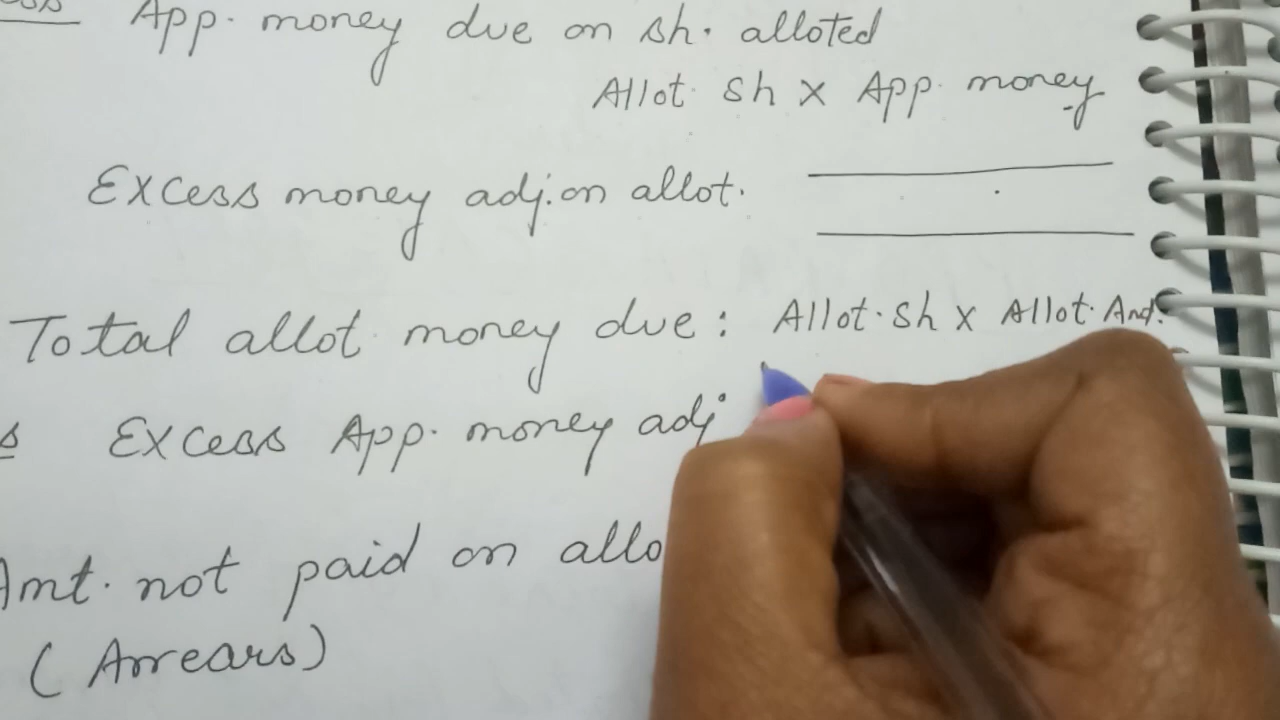 App. money due on sh. alloted
Allot. Sh X App. money
Excess money adj. on allot.
Total allot money due : Allot. Sh X Allot. Amt.
Excess App. money adj.
Amt. not paid on allo
(Arrears)